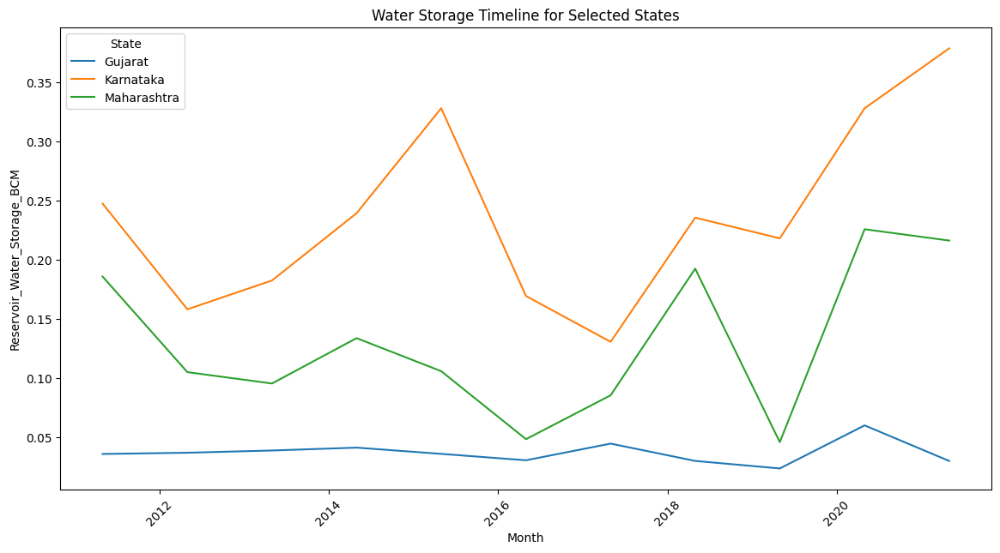 Water Storage Timeline for Selected States
State
Gujarat
Karnataka
Maharashtra
Reservoir_Water_Storage_BCM
0.35
0.30
0.25
0.20
0.15
0.10
0.05
2012
2014
2016
2018
2020
Month